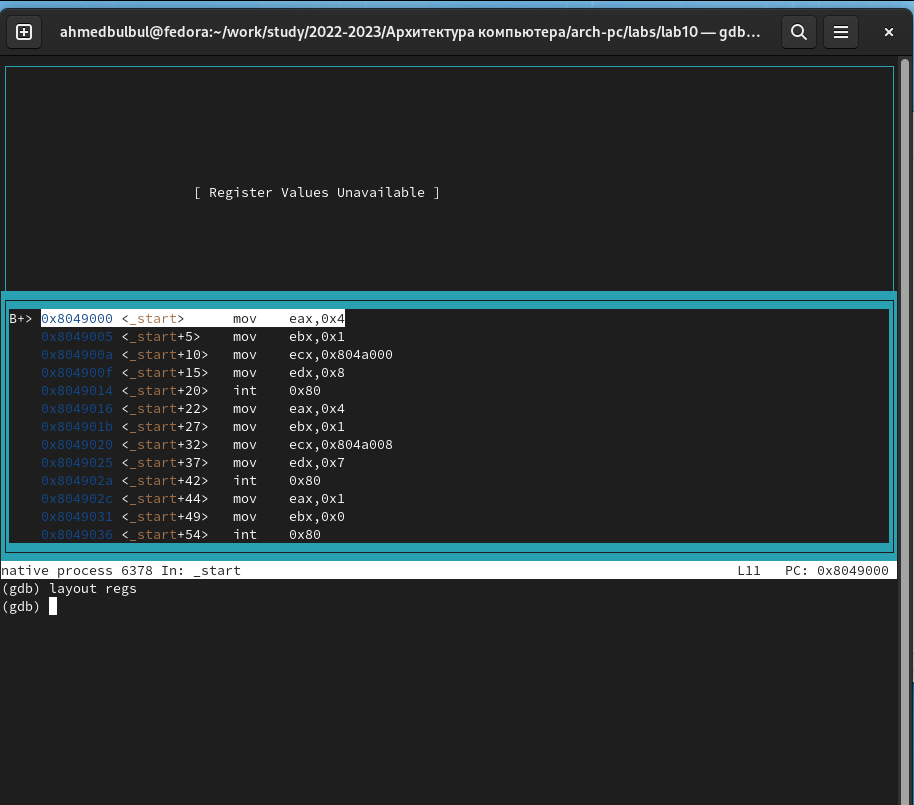 ahmedbulbul@fedora:~/work/study/2022-2023/Архитектура компьютера/arch-pc/labs/lab10 — gdb...
[ Register Values Unavailable ]
B+> 0x8049000 <_start>      mov    eax,0x4
    0x8049005 <_start+5>    mov    ebx,0x1
    0x804900a <_start+10>   mov    ecx,0x804a000
    0x804900f <_start+15>   mov    edx,0x8
    0x8049014 <_start+20>   int    0x80
    0x8049016 <_start+22>   mov    eax,0x4
    0x804901b <_start+27>   mov    ebx,0x1
    0x8049020 <_start+32>   mov    ecx,0x804a008
    0x8049025 <_start+37>   mov    edx,0x7
    0x804902a <_start+42>   int    0x80
    0x804902c <_start+44>   mov    eax,0x1
    0x8049031 <_start+49>   mov    ebx,0x0
    0x8049036 <_start+54>   int    0x80
native process 6378 In: _start                                                              L11   PC: 0x8049000
(gdb) layout regs
(gdb)